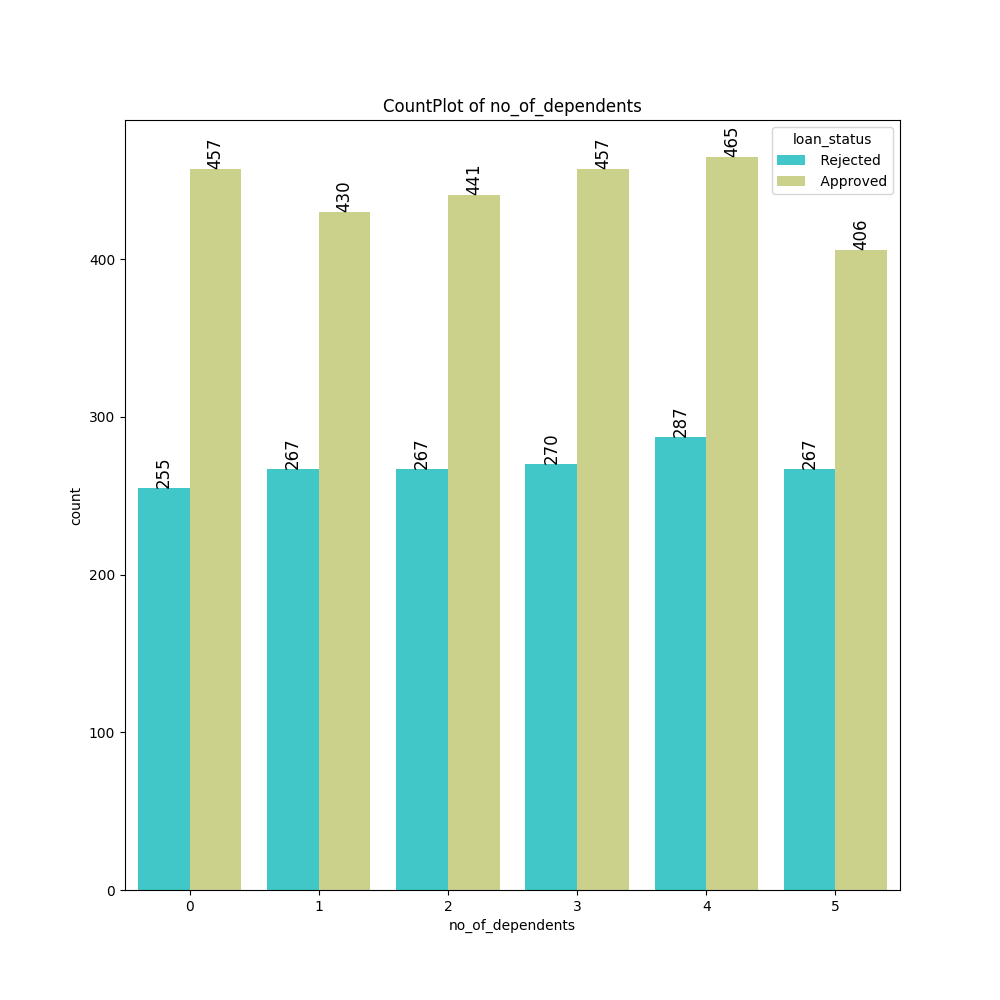 CountPlot of no_of_dependents
loan_status
Rejected
Approved
457
430
441
457
465
406
255
267
267
270
287
267
400
300
200
100
0
count
0 1 2 3 4 5
no_of_dependents